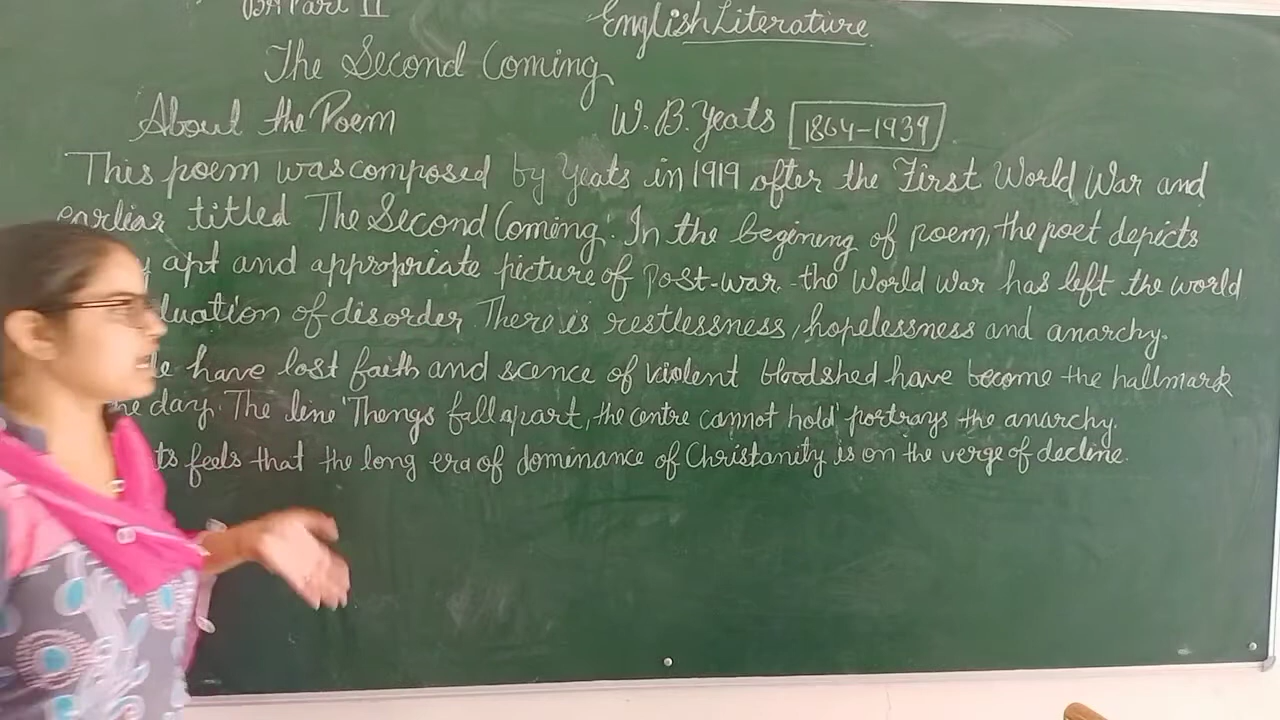 BA Part II English Literature
The Second Coming
About the Poem W. B. Yeats 1864-1939
This poem was composed by Yeats in 1919 after the First World War and
earliar titled 'The Second Coming'. In the begining of poem, the poet depicts
apt and appropriate picture of post-war. the World War has left the world
of disorder. There is restlessness, hopelessness and anarchy.
have lost faith and scence of violent bloodshed have become the hallmark
day. The line 'Thengs fall apart, the centre cannot hold' portrays the anarchy.
feels that the long era of dominance of Christanity is on the verge of decline.